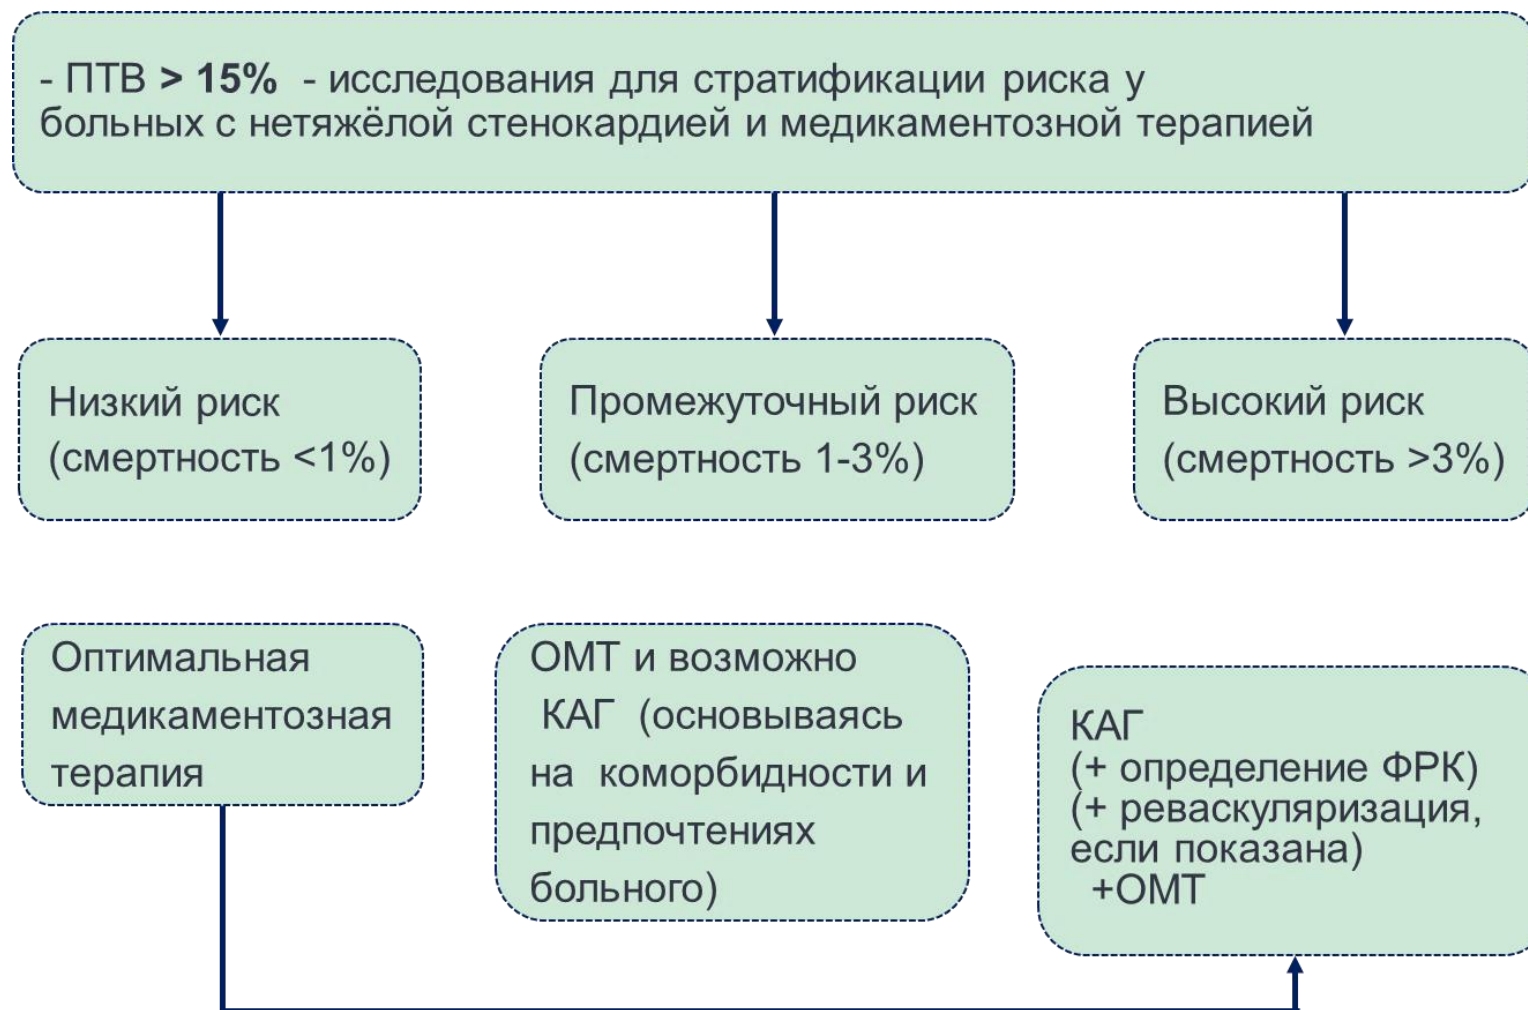 - ПТВ > 15% - исследования для стратификации риска у
больных с нетяжёлой стенокардией и медикаментозной терапией
Низкий риск
(смертность <1%)
Промежуточный риск
(смертность 1-3%)
Высокий риск
(смертность >3%)
Оптимальная
медикаментозная
терапия
ОМТ и возможно
КАГ (основываясь
на коморбидности и
предпочтениях
больного)
КАГ
(+ определение ФРК)
(+ реваскуляризация,
если показана)
+ОМТ